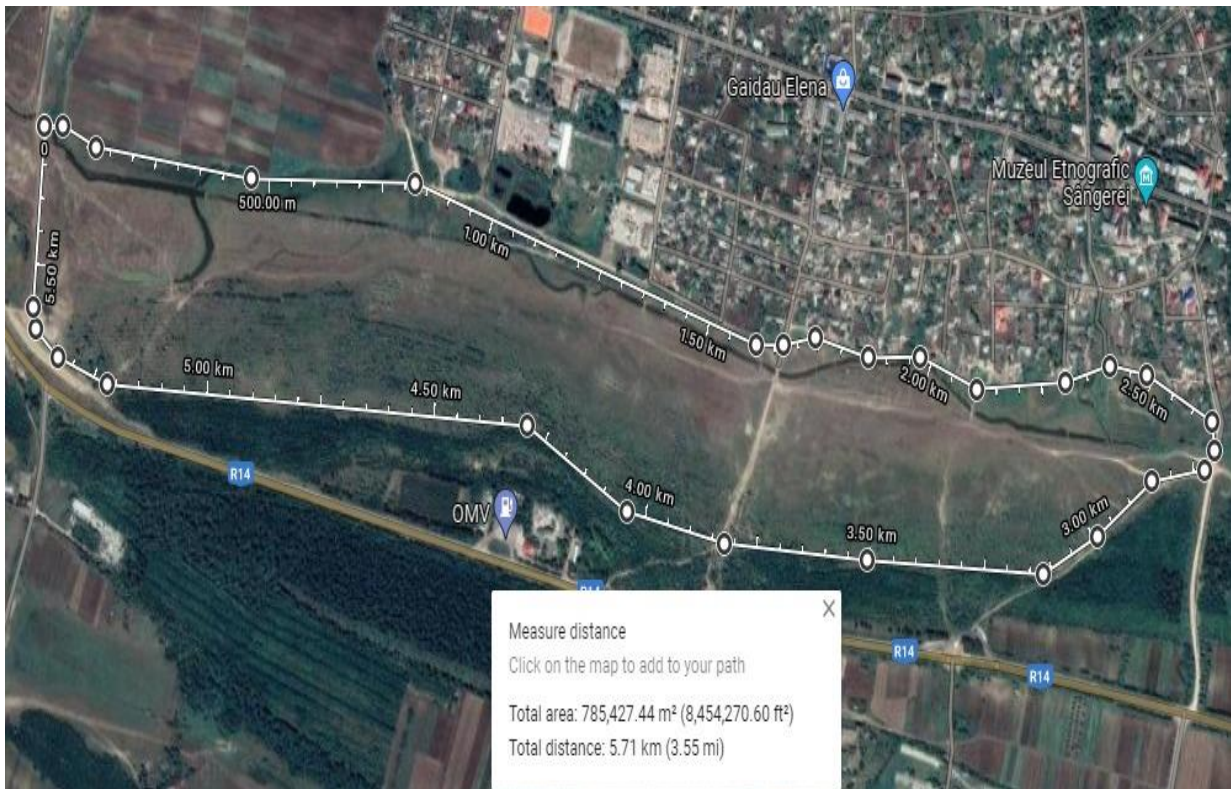 Gaidau Elena
Muzeul Etnografic
Sângerei
0
500.00 m
1.00 km
1.50 km
2.00 km
2.50 km
5.50 km
5.00 km
4.50 km
4.00 km
3.50 km
3.00 km
R14
OMV
R14
R14
R14
Measure distance
Click on the map to add to your path
Total area: 785,427.44 m² (8,454,270.60 ft²)
Total distance: 5.71 km (3.55 mi)